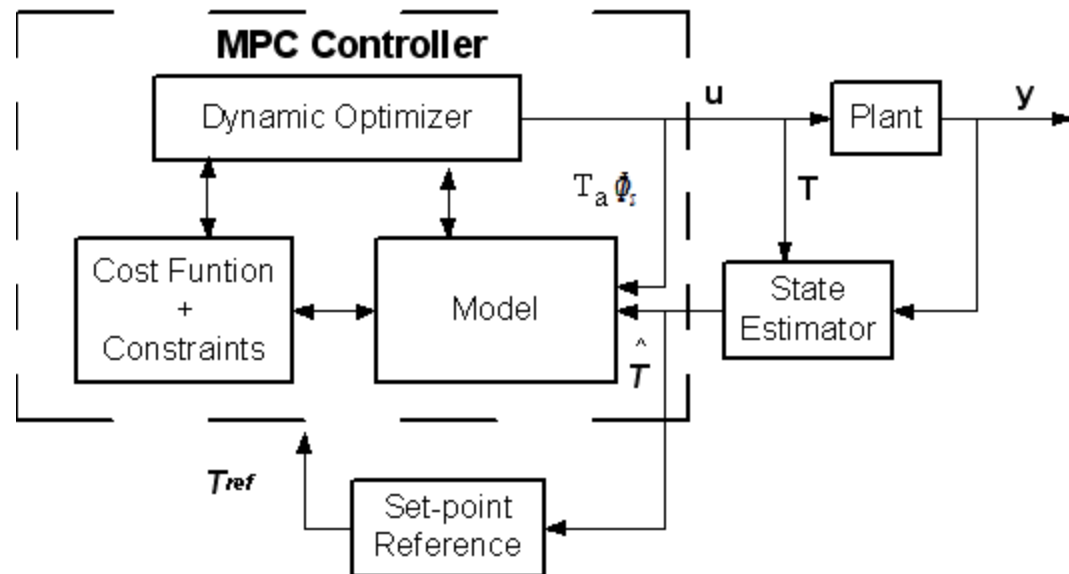 MPC Controller
Dynamic Optimizer
u
Plant
y
T
Ta Φs
Cost Funtion
+
Constraints
Model
State
Estimator
T̂
Tref
Set-point
Reference